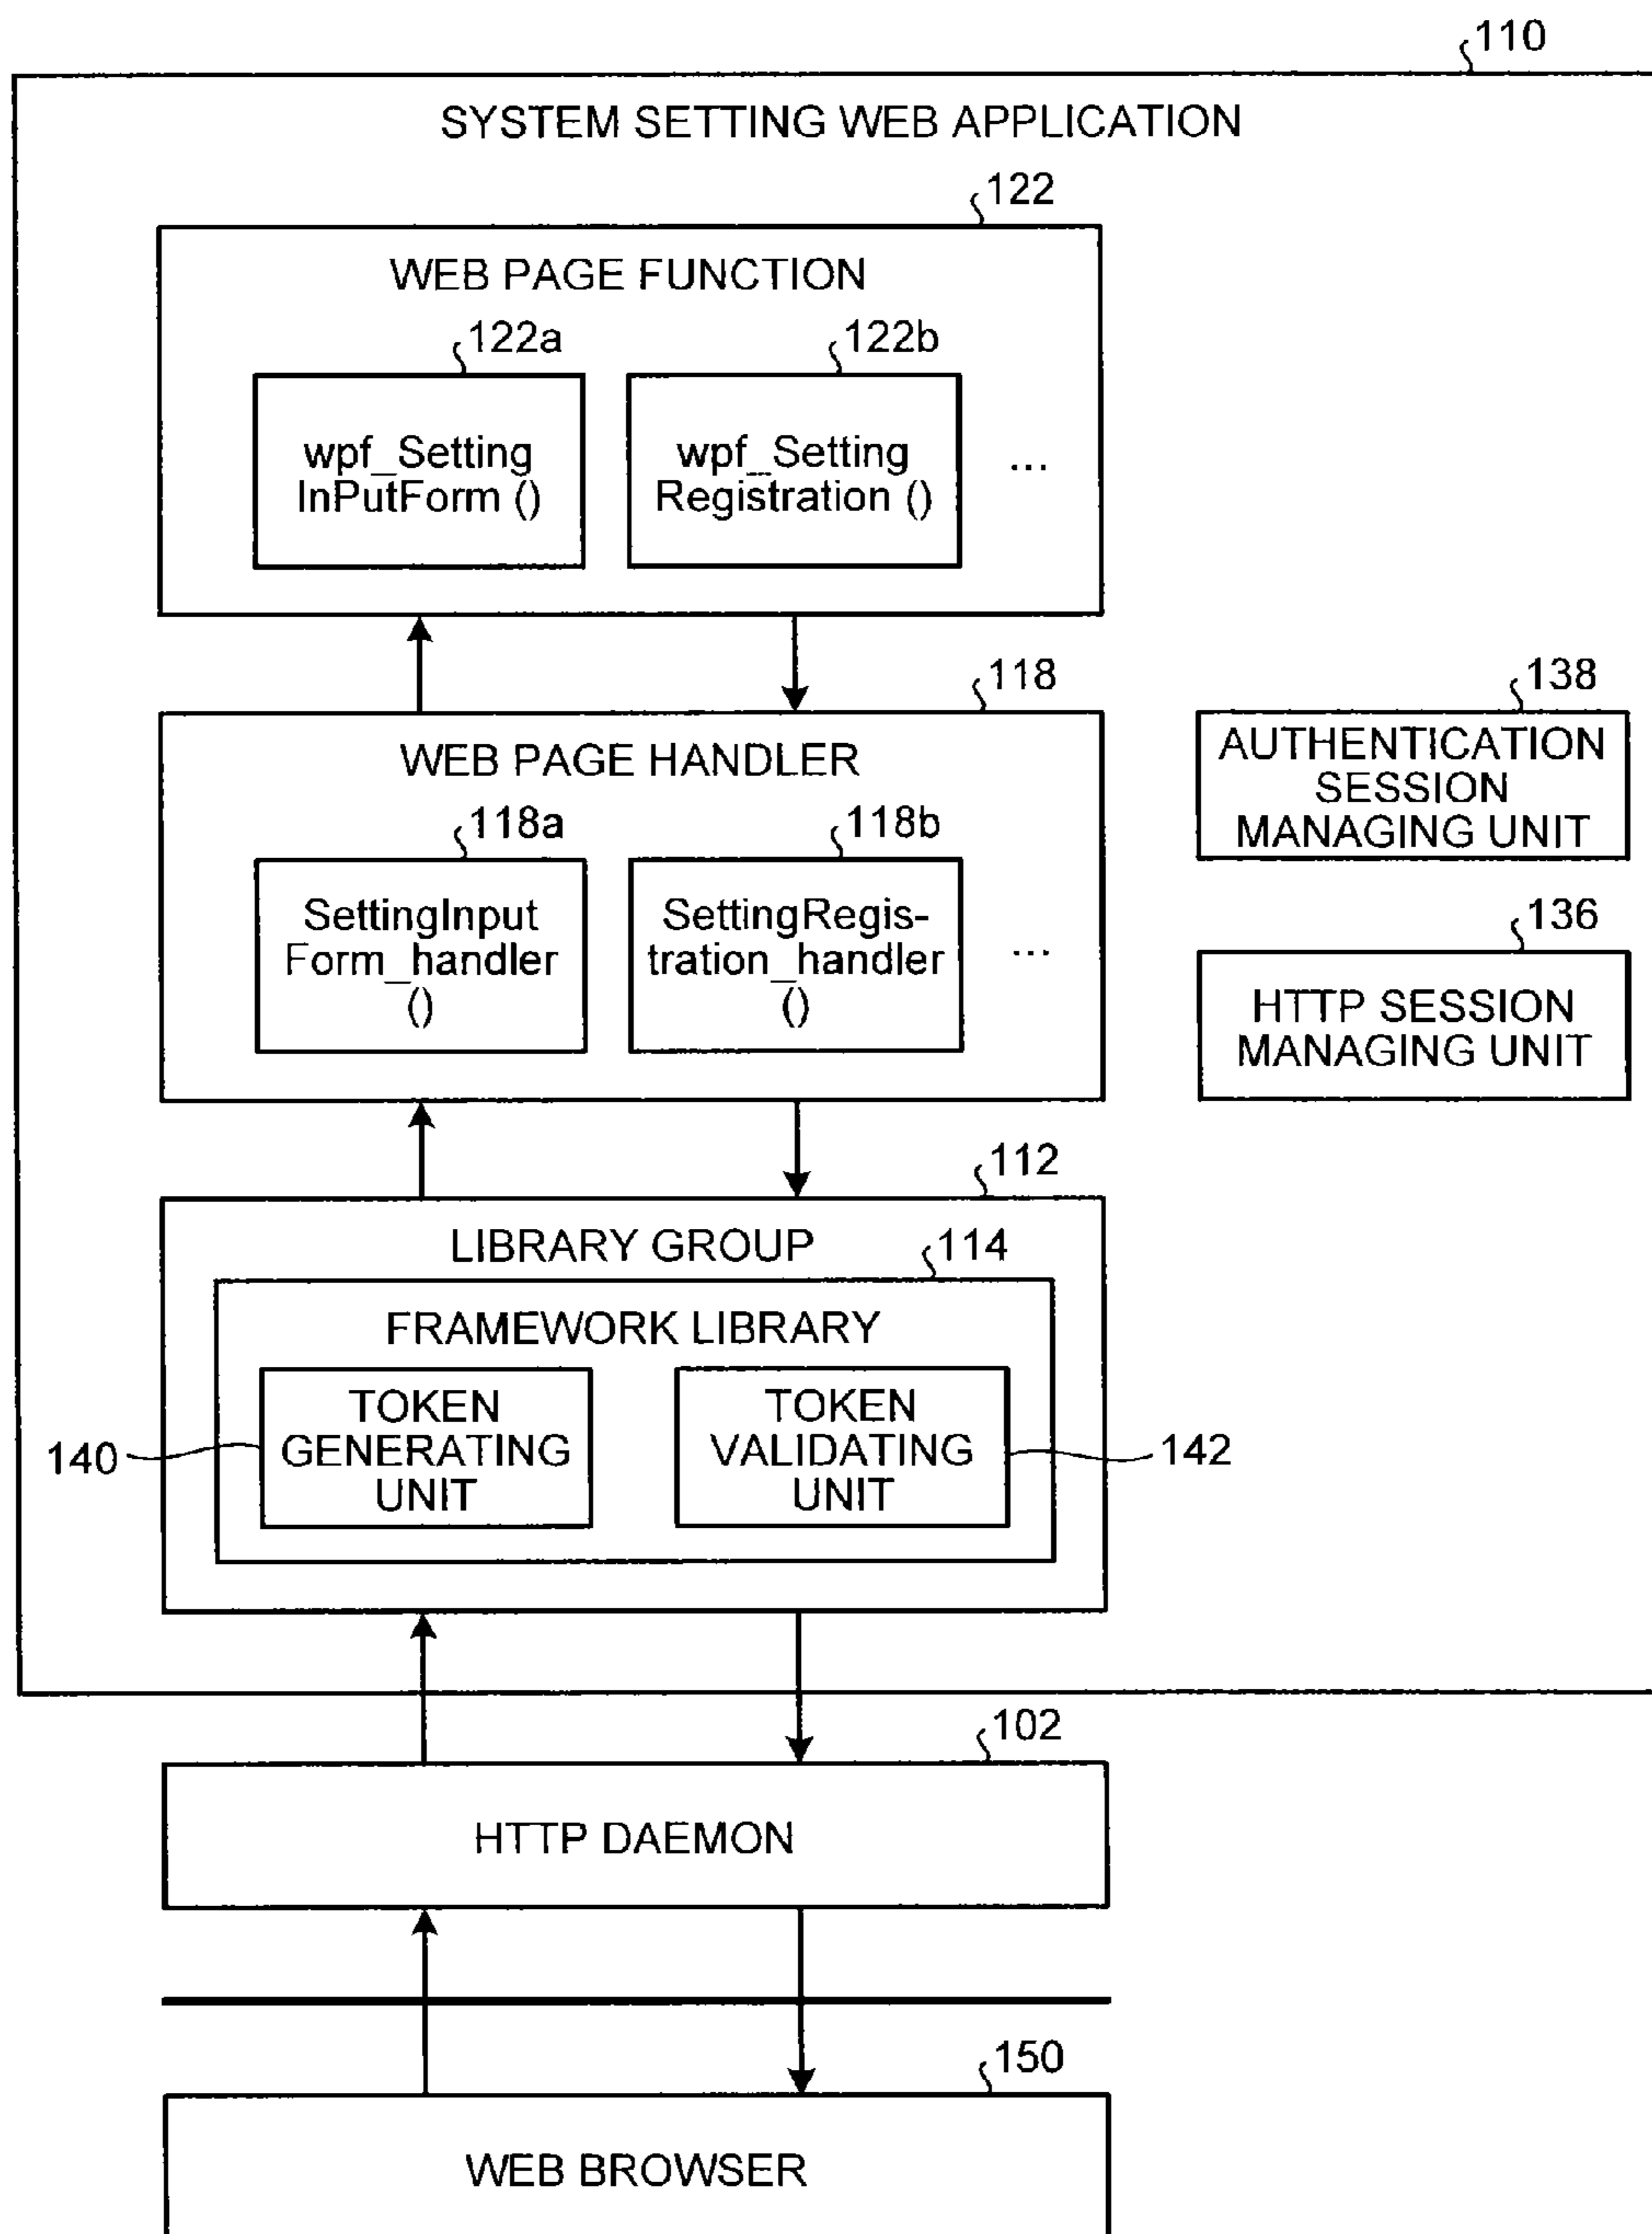 110
SYSTEM SETTING WEB APPLICATION
122
WEB PAGE FUNCTION
122a
122b
wpf_Setting
InPutForm ()
wpf_Setting
Registration ()
...
118
WEB PAGE HANDLER
118a
118b
SettingInput
Form_handler
()
SettingRegis-
tration_handler
()
...
138
AUTHENTICATION
SESSION
MANAGING UNIT
136
HTTP SESSION
MANAGING UNIT
112
LIBRARY GROUP
114
FRAMEWORK LIBRARY
140
TOKEN
GENERATING
UNIT
TOKEN
VALIDATING
UNIT
142
102
HTTP DAEMON
150
WEB BROWSER